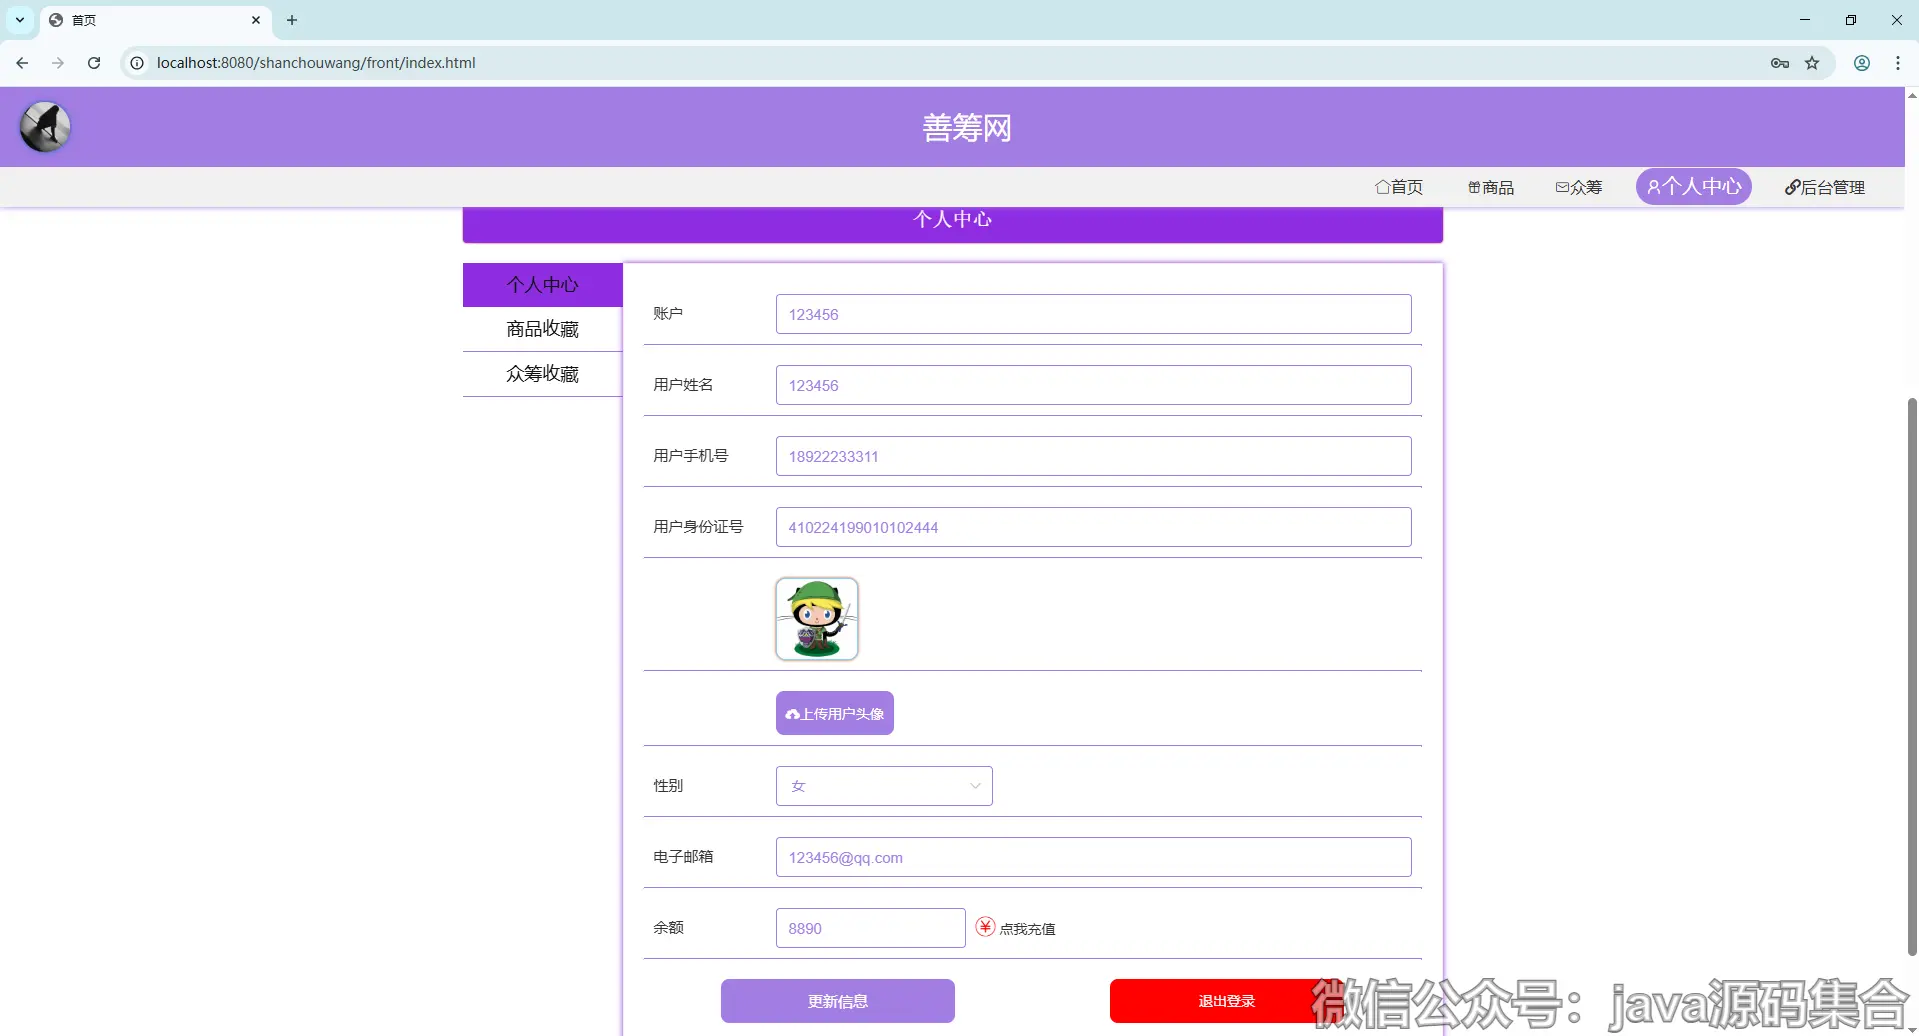 首页
localhost:8080/shanchouwang/front/index.html
善筹网
首页 商品 众筹 个人中心 后台管理
个人中心
个人中心
商品收藏
众筹收藏
账户 123456
用户姓名 123456
用户手机号 18922233311
用户身份证号 410224199010102444
上传用户头像
性别 女
电子邮箱 123456@qq.com
余额 8890 点我充值
更新信息 退出登录
微信公众号：java源码集合